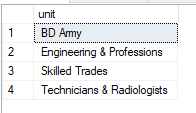 unit
1 BD Army
2 Engineering & Professions
3 Skilled Trades
4 Technicians & Radiologists